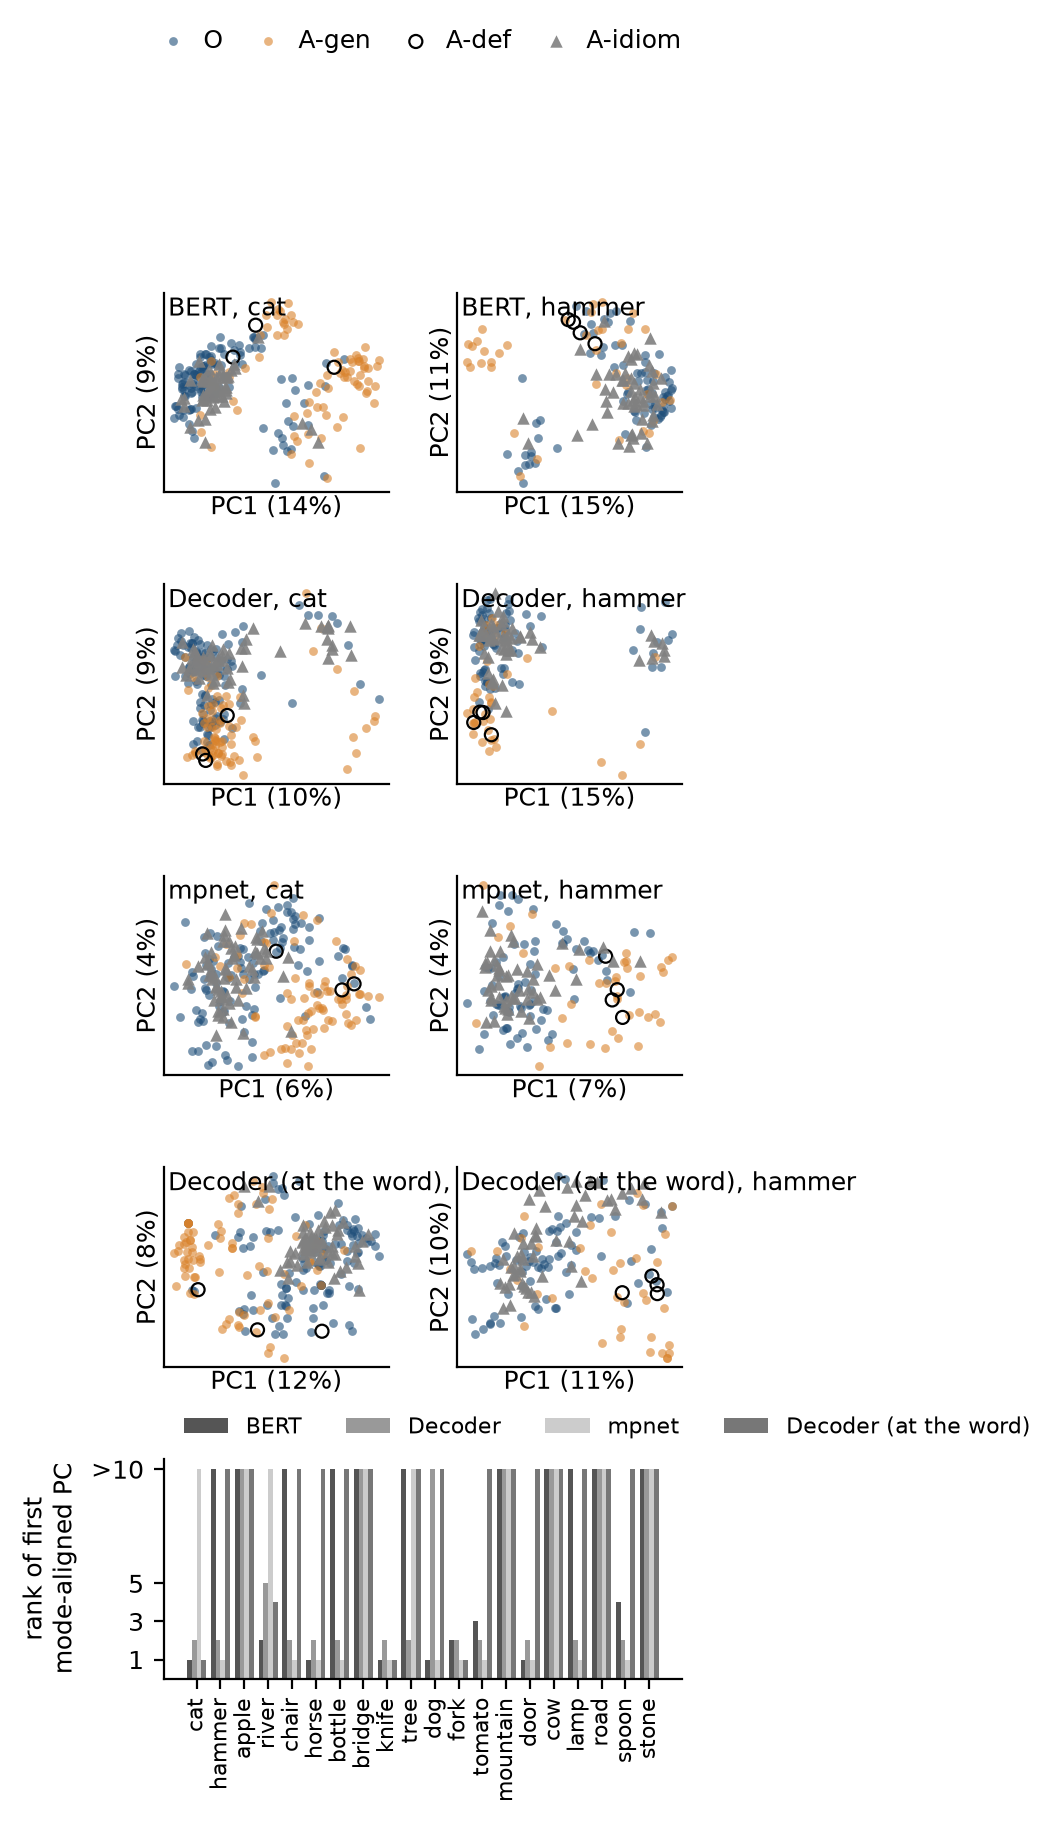 O A-gen A-def A-idiom
BERT, cat BERT, hammer
PC2 (9%) PC2 (11%)
PC1 (14%) PC1 (15%)
Decoder, cat Decoder, hammer
PC2 (9%) PC2 (9%)
PC1 (10%) PC1 (15%)
mpnet, cat mpnet, hammer
PC2 (4%) PC2 (4%)
PC1 (6%) PC1 (7%)
Decoder (at the word), Decoder (at the word), hammer
PC2 (8%) PC2 (10%)
PC1 (12%) PC1 (11%)
BERT Decoder mpnet Decoder (at the word)
rank of first
mode-aligned PC
>10
5
3
1
cat hammer apple river chair horse bottle bridge knife tree dog fork tomato mountain door cow lamp road spoon stone